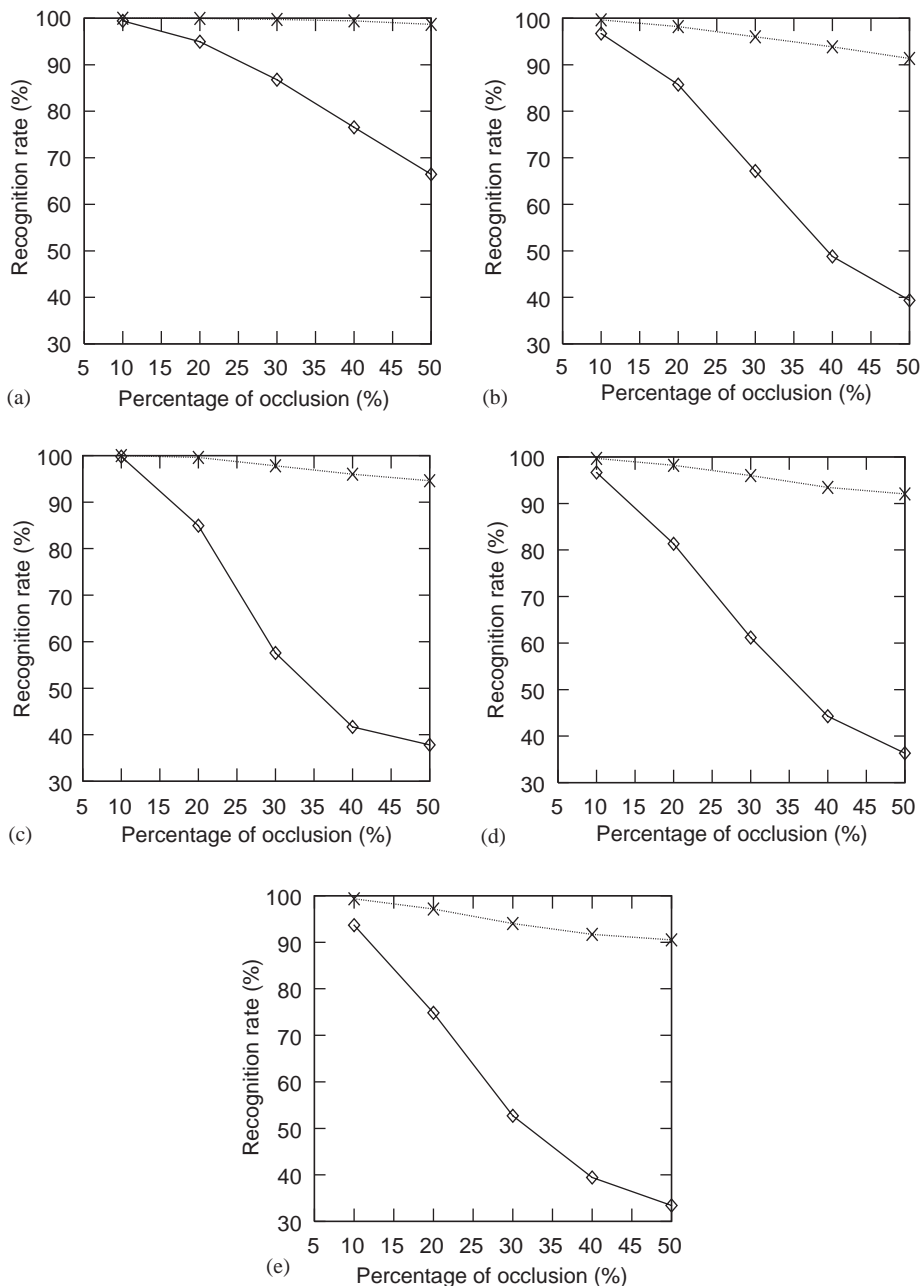 100
90
80
70
60
50
40
30
Recognition rate (%)
5 10 15 20 25 30 35 40 45 50
(a) Percentage of occlusion (%)
100
90
80
70
60
50
40
30
Recognition rate (%)
5 10 15 20 25 30 35 40 45 50
(b) Percentage of occlusion (%)
100
90
80
70
60
50
40
30
Recognition rate (%)
5 10 15 20 25 30 35 40 45 50
(c) Percentage of occlusion (%)
100
90
80
70
60
50
40
30
Recognition rate (%)
5 10 15 20 25 30 35 40 45 50
(d) Percentage of occlusion (%)
100
90
80
70
60
50
40
30
Recognition rate (%)
5 10 15 20 25 30 35 40 45 50
(e) Percentage of occlusion (%)